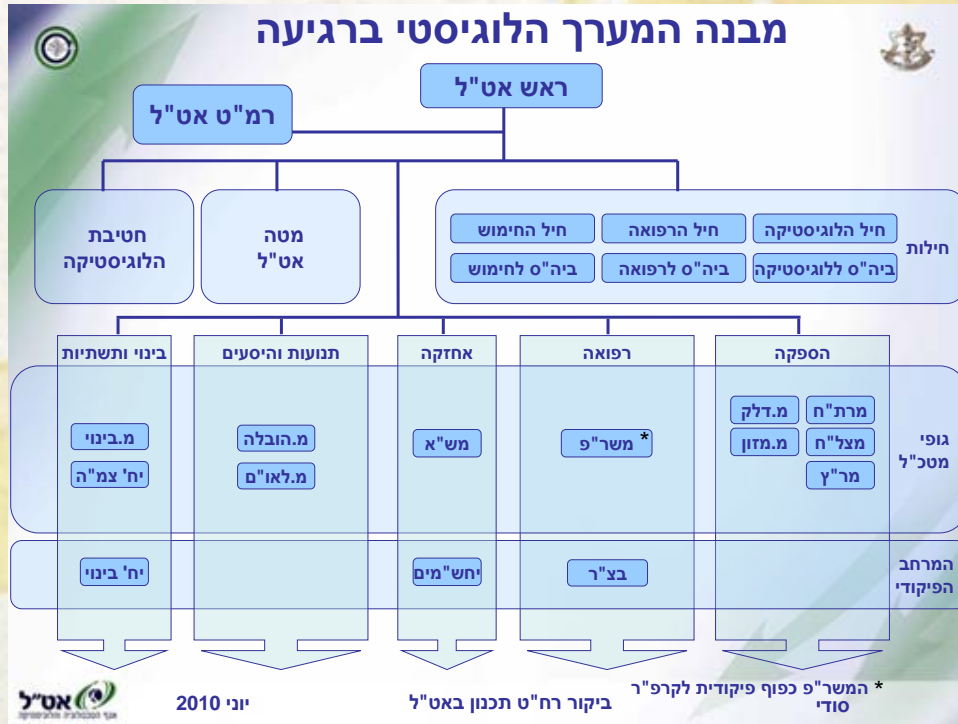 מבנה המערך הלוגיסטי ברגיעה
ראש אט"ל
רמ"ט אט"ל
חילות
חיל הלוגיסטיקה
חיל הרפואה
חיל החימוש
ביה"ס ללוגיסטיקה
ביה"ס לרפואה
ביה"ס לחימוש
מטה
אט"ל
חטיבת
הלוגיסטיקה
הספקה
רפואה
אחזקה
תנועות והיסעים
בינוי ותשתיות
גופי
מטכ"ל
מרת"ח
מ.דלק
מצל"ח
מ.מזון
מר"ץ
* משר"פ
מש"א
מ.הובלה
מ.לאו"ם
מ.בינוי
יח' צמ"ה
המרחב
הפיקודי
בצ"ר
יחש"מים
יח' בינוי
* המשר"פ כפוף פיקודית לקרפ"ר
סודי
ביקור רח"ט תכנון באט"ל
יוני 2010
אט"ל
אגף הטכנולוגיה והלוגיסטיקה